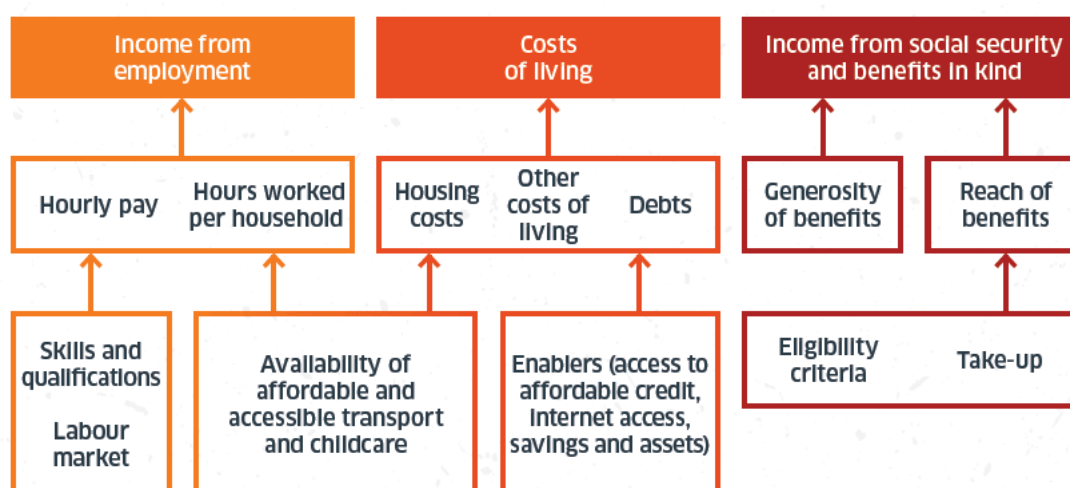 Income from
employment
Costs
of living
Income from social security
and benefits in kind
Hourly pay
Hours worked
per household
Housing
costs
Other
costs of
living
Debts
Generosity
of benefits
Reach of
benefits
Skills and
qualifications
Labour
market
Availability of
affordable and
accessible transport
and childcare
Enablers (access to
affordable credit,
internet access,
savings and assets)
Eligibility
criteria
Take-up